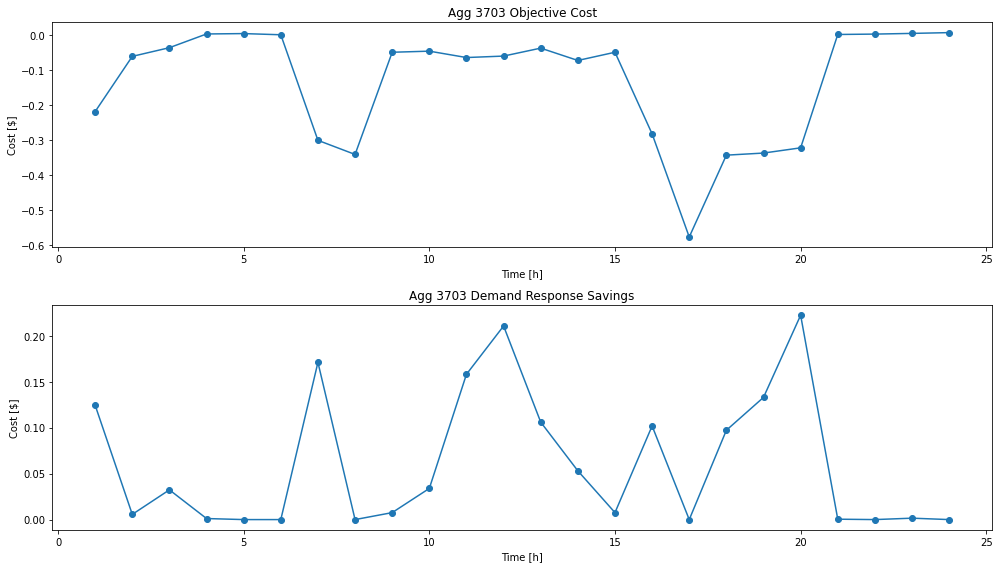 Agg 3703 Objective Cost
0.0
−0.1
−0.2
−0.3
−0.4
−0.5
−0.6
Cost [$]
0 5 10 15 20 25
Time [h]
Agg 3703 Demand Response Savings
0.20
0.15
0.10
0.05
0.00
Cost [$]
0 5 10 15 20 25
Time [h]